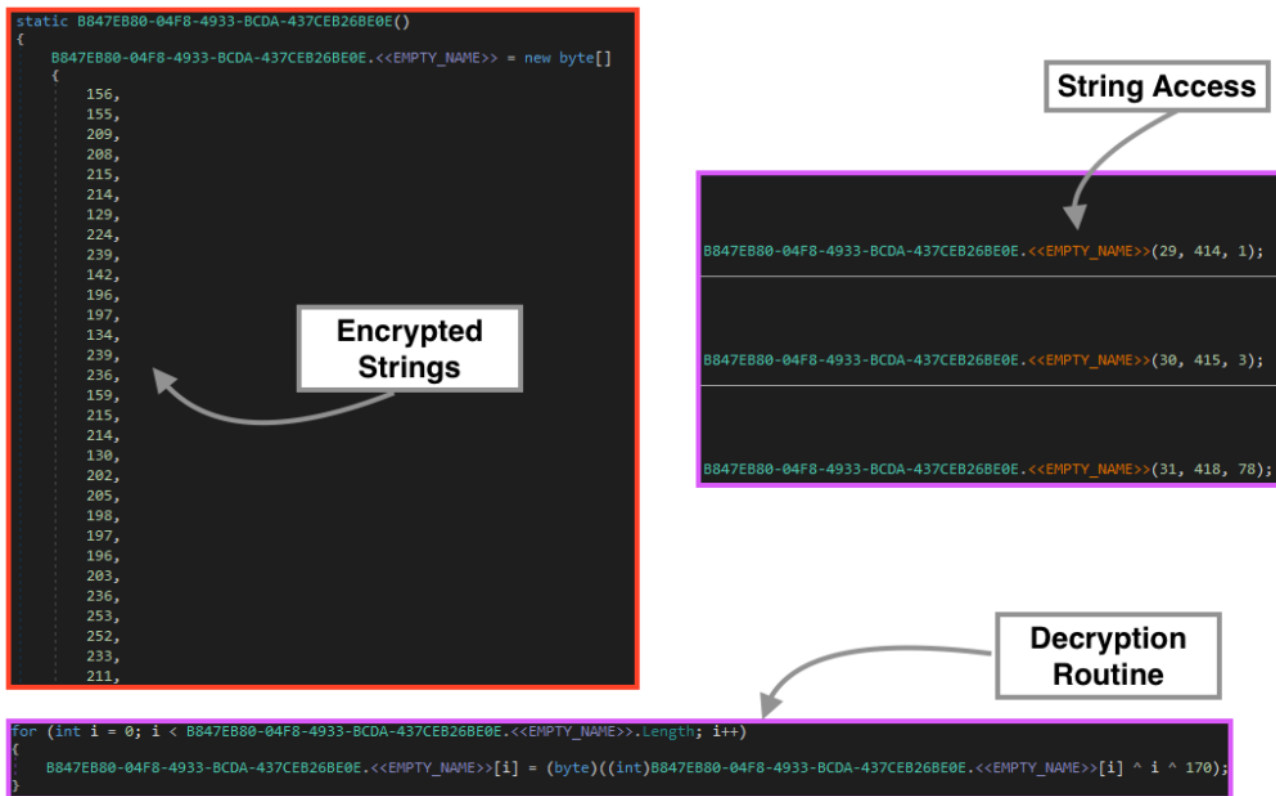 static B847EB80-04F8-4933-BCDA-437CEB26BE0E()
{
B847EB80-04F8-4933-BCDA-437CEB26BE0E.<<EMPTY_NAME>> = new byte[]
{
156,
155,
209,
208,
215,
214,
129,
224,
239,
142,
196,
197,
134,
239,
236,
159,
215,
214,
130,
202,
205,
198,
197,
196,
203,
236,
253,
252,
233,
211,
Encrypted
Strings
String Access
B847EB80-04F8-4933-BCDA-437CEB26BE0E.<<EMPTY_NAME>>(29, 414, 1);
B847EB80-04F8-4933-BCDA-437CEB26BE0E.<<EMPTY_NAME>>(30, 415, 3);
B847EB80-04F8-4933-BCDA-437CEB26BE0E.<<EMPTY_NAME>>(31, 418, 78);
Decryption
Routine
for (int i = 0; i < B847EB80-04F8-4933-BCDA-437CEB26BE0E.<<EMPTY_NAME>>.Length; i++)
{
B847EB80-04F8-4933-BCDA-437CEB26BE0E.<<EMPTY_NAME>>[i] = (byte)((int)B847EB80-04F8-4933-BCDA-437CEB26BE0E.<<EMPTY_NAME>>[i] ^ i ^ 170);
}